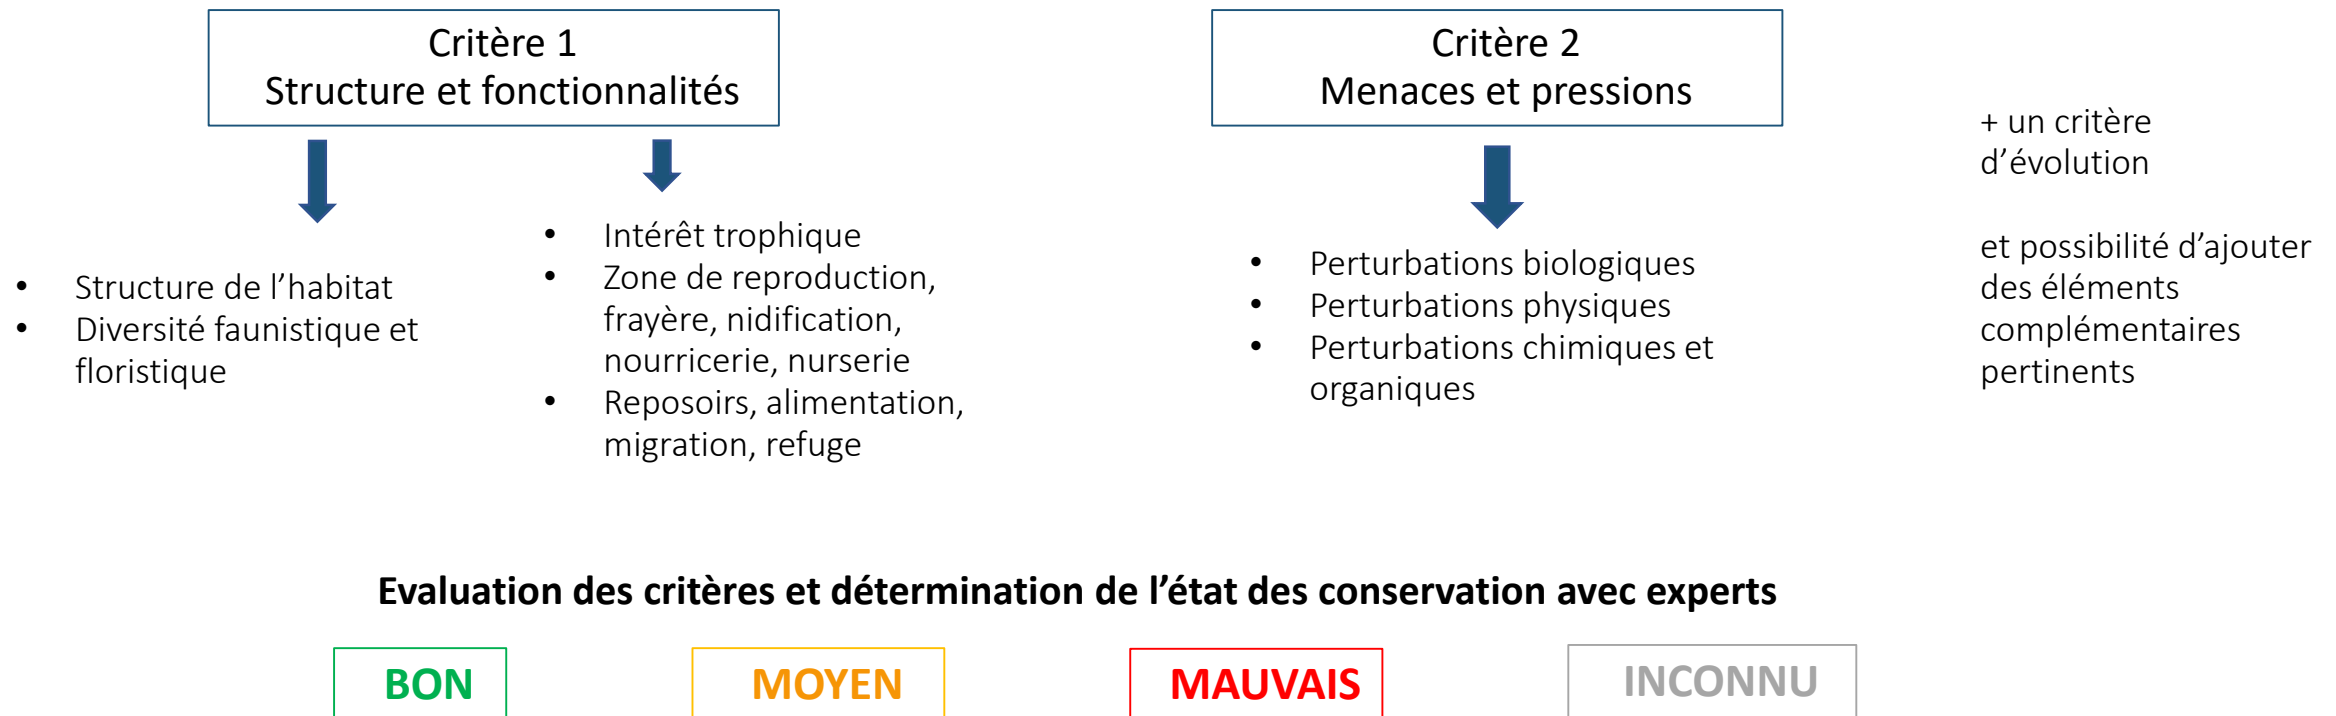 Critère 1
Structure et fonctionnalités
• Structure de l’habitat
• Diversité faunistique et
floristique
• Intérêt trophique
• Zone de reproduction,
frayère, nidification,
nourricerie, nurserie
• Reposoirs, alimentation,
migration, refuge
Critère 2
Menaces et pressions
• Perturbations biologiques
• Perturbations physiques
• Perturbations chimiques et
organiques
+ un critère
d’évolution
et possibilité d’ajouter
des éléments
complémentaires
pertinents
Evaluation des critères et détermination de l’état des conservation avec experts
BON
MOYEN
MAUVAIS
INCONNU